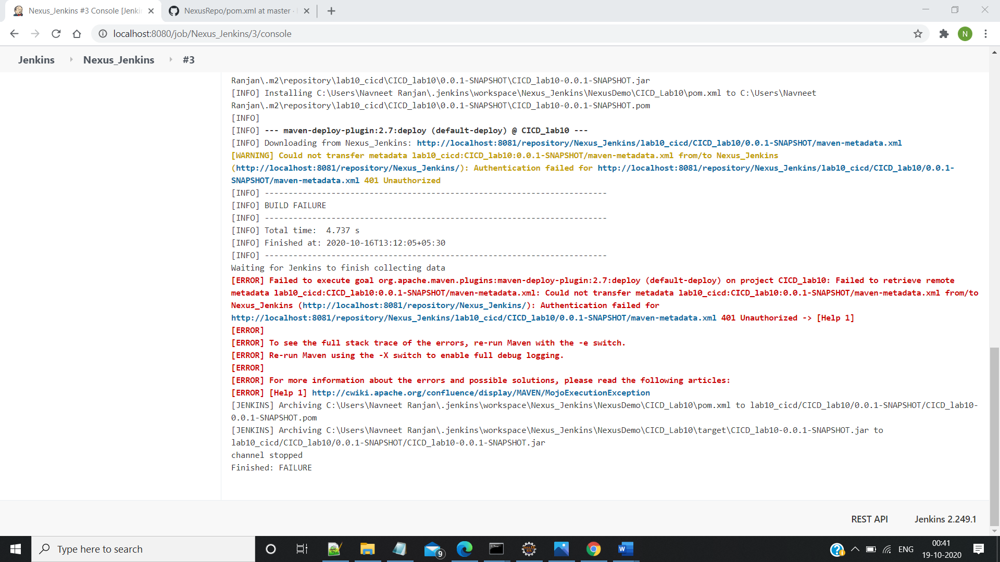 Nexus_Jenkins #3 Console [Jenki
NexusRepo/pom.xml at master ·
localhost:8080/job/Nexus_Jenkins/3/console
N
Jenkins
Nexus_Jenkins
#3
Ranjan\.m2\repository\lab10_cicd\CICD_lab10\0.0.1-SNAPSHOT\CICD_lab10-0.0.1-SNAPSHOT.jar
[INFO] Installing C:\Users\Navneet Ranjan\.jenkins\workspace\Nexus_Jenkins\NexusDemo\CICD_Lab10\pom.xml to C:\Users\Navneet
Ranjan\.m2\repository\lab10_cicd\CICD_lab10\0.0.1-SNAPSHOT\CICD_lab10-0.0.1-SNAPSHOT.pom
[INFO]
[INFO] --- maven-deploy-plugin:2.7:deploy (default-deploy) @ CICD_lab10 ---
[INFO] Downloading from Nexus_Jenkins: http://localhost:8081/repository/Nexus_Jenkins/lab10_cicd/CICD_lab10/0.0.1-SNAPSHOT/maven-metadata.xml
[WARNING] Could not transfer metadata lab10_cicd:CICD_lab10:0.0.1-SNAPSHOT/maven-metadata.xml from/to Nexus_Jenkins
(http://localhost:8081/repository/Nexus_Jenkins/): Authentication failed for http://localhost:8081/repository/Nexus_Jenkins/lab10_cicd/CICD_lab10/0.0.1-
SNAPSHOT/maven-metadata.xml 401 Unauthorized
[INFO] ------------------------------------------------------------------------
[INFO] BUILD FAILURE
[INFO] ------------------------------------------------------------------------
[INFO] Total time:  4.737 s
[INFO] Finished at: 2020-10-16T13:12:05+05:30
[INFO] ------------------------------------------------------------------------
Waiting for Jenkins to finish collecting data
[ERROR] Failed to execute goal org.apache.maven.plugins:maven-deploy-plugin:2.7:deploy (default-deploy) on project CICD_lab10: Failed to retrieve remote
metadata lab10_cicd:CICD_lab10:0.0.1-SNAPSHOT/maven-metadata.xml: Could not transfer metadata lab10_cicd:CICD_lab10:0.0.1-SNAPSHOT/maven-metadata.xml from/to
Nexus_Jenkins (http://localhost:8081/repository/Nexus_Jenkins/): Authentication failed for
http://localhost:8081/repository/Nexus_Jenkins/lab10_cicd/CICD_lab10/0.0.1-SNAPSHOT/maven-metadata.xml 401 Unauthorized -> [Help 1]
[ERROR]
[ERROR] To see the full stack trace of the errors, re-run Maven with the -e switch.
[ERROR] Re-run Maven using the -X switch to enable full debug logging.
[ERROR]
[ERROR] For more information about the errors and possible solutions, please read the following articles:
[ERROR] [Help 1] http://cwiki.apache.org/confluence/display/MAVEN/MojoExecutionException
[JENKINS] Archiving C:\Users\Navneet Ranjan\.jenkins\workspace\Nexus_Jenkins\NexusDemo\CICD_Lab10\pom.xml to lab10_cicd/CICD_lab10/0.0.1-SNAPSHOT/CICD_lab10-
0.0.1-SNAPSHOT.pom
[JENKINS] Archiving C:\Users\Navneet Ranjan\.jenkins\workspace\Nexus_Jenkins\NexusDemo\CICD_Lab10\target\CICD_lab10-0.0.1-SNAPSHOT.jar to
lab10_cicd/CICD_lab10/0.0.1-SNAPSHOT/CICD_lab10-0.0.1-SNAPSHOT.jar
channel stopped
Finished: FAILURE
REST API
Jenkins 2.249.1
Type here to search
9
ENG
00:41
19-10-2020